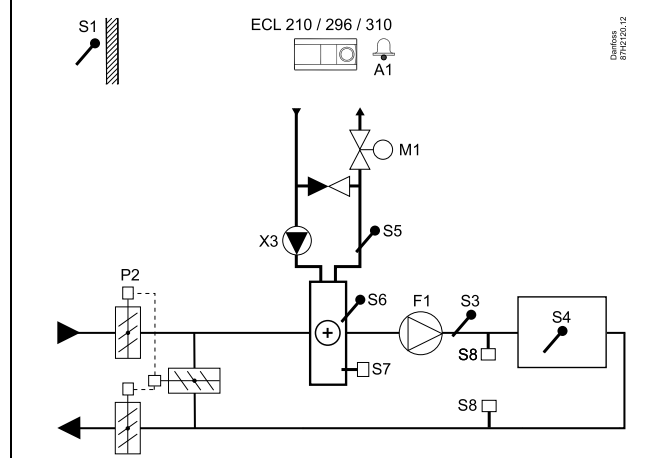 S1
ECL 210 / 296 / 310
A1
Danfoss
87H2120.12
M1
X3
S5
P2
S6
F1
S3
S4
S8
S7
S8